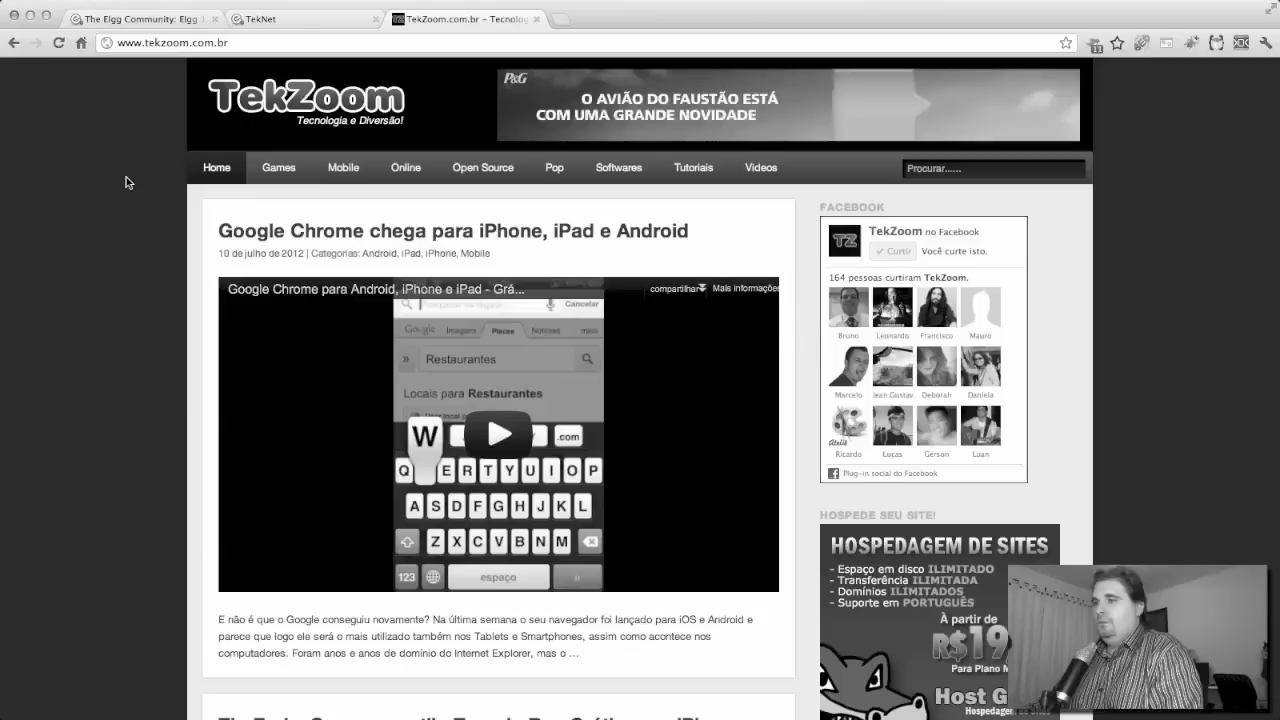 The Elgg Community: Elgg
TekNet
TekZoom.com.br – Tecnolog
www.tekzoom.com.br
11
TekZoom
Tecnologia e Diversão!
P&G
O AVIÃO DO FAUSTÃO ESTÁ
COM UMA GRANDE NOVIDADE
Home Games Mobile Online Open Source Pop Softwares Tutoriais Videos
Procurar......
Google Chrome chega para iPhone, iPad e Android
10 de julho de 2012 | Categorias: Android, iPad, iPhone, Mobile
Google Chrome para Android, iPhone e iPad - Grá...
compartilhar Mais informações
Cancelar
Google Imagens Places Notícias mais
Restaurantes
Locais para Restaurantes
W .com
Q E R T Y U I O P
A S D F G H J K L
Z X C V B N M
123 espaço
E não é que o Google conseguiu novamente? Na última semana o seu navegador foi lançado para iOS e Android e
parece que logo ele será o mais utilizado também nos Tablets e Smartphones, assim como acontece nos
computadores. Foram anos e anos de domínio do Internet Explorer, mas o ...
FACEBOOK
TZ
TekZoom no Facebook
Curtir Você curte isto.
164 pessoas curtiram TekZoom.
Bruno Leonardo Francisco Mauro
Marcelo Jean Gustav Deborah Daniela
Ricardo Lucas Gerson Luan
Plug-in social do Facebook
HOSPEDE SEU SITE!
HOSPEDAGEM DE SITES
- Espaço em disco ILIMITADO
- Transferência ILIMITADA
- Domínios ILIMITADOS
- Suporte em PORTUGUÊS
À partir de
R$19
Para Plano M
Host G
Hospedagem de Sites